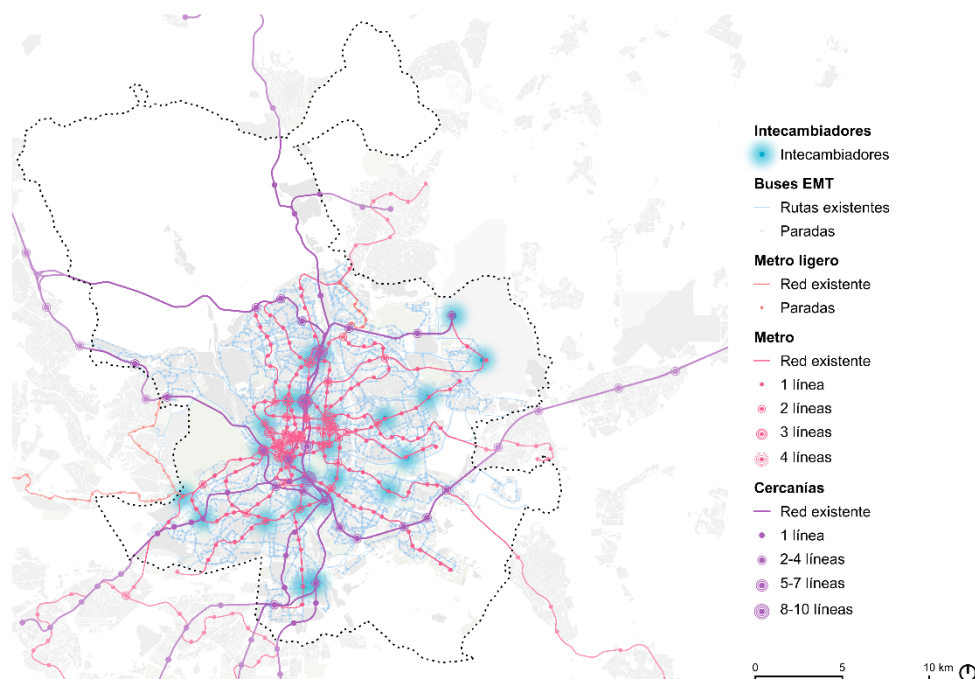 Intecambiadores
Intecambiadores
Buses EMT
Rutas existentes
Paradas
Metro ligero
Red existente
Paradas
Metro
Red existente
1 línea
2 líneas
3 líneas
4 líneas
Cercanías
Red existente
1 línea
2-4 líneas
5-7 líneas
8-10 líneas
0 5 10 km